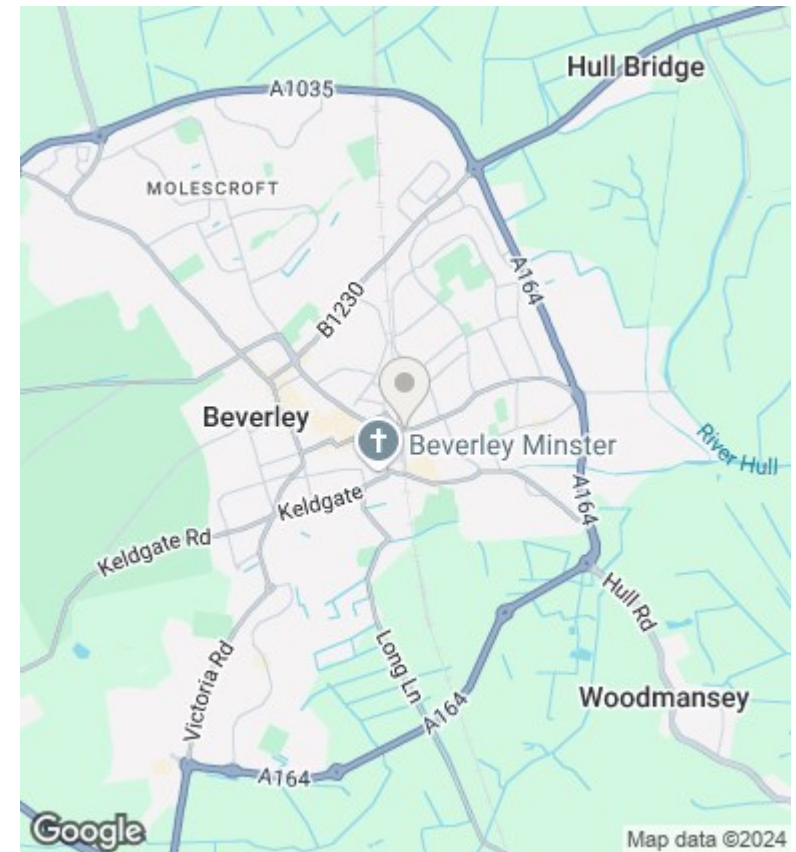 Hull Bridge
A1035
MOLESCROFT
A164
B1230
Beverley
Beverley Minster
River Hull
Keldgate
A164
Keldgate Rd
Hull Rd
Long Ln
Victoria Rd
Woodmansey
A164
A164
Google
Map data ©2024